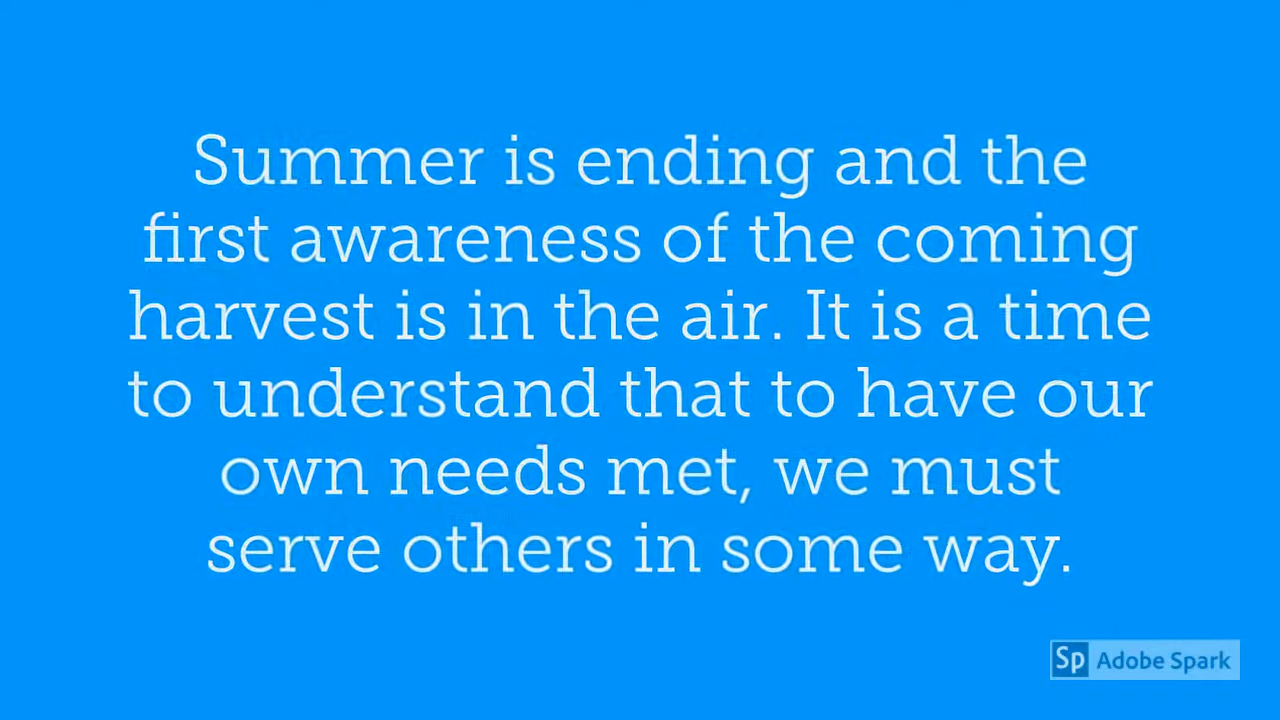 Summer is ending and the
first awareness of the coming
harvest is in the air. It is a time
to understand that to have our
own needs met, we must
serve others in some way.
Sp Adobe Spark